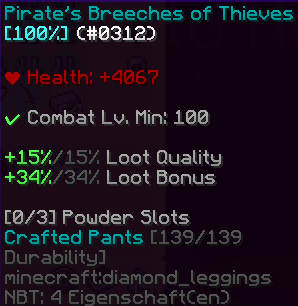 Pirate's Breeches of Thieves
[100%] (#0312)
❤ Health: +4067
✔ Combat Lv. Min: 100
+15%/15% Loot Quality
+34%/34% Loot Bonus
[0/3] Powder Slots
Crafted Pants [139/139
Durability]
minecraft:diamond_leggings
NBT: 4 Eigenschaft(en)